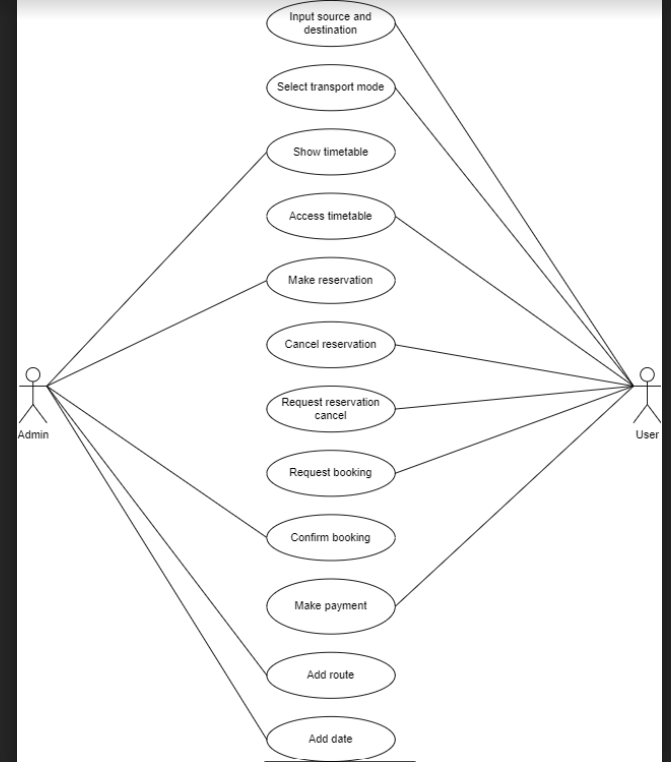 Input source and
destination
Select transport mode
Show timetable
Access timetable
Make reservation
Cancel reservation
Request reservation
cancel
Admin
User
Request booking
Confirm booking
Make payment
Add route
Add date